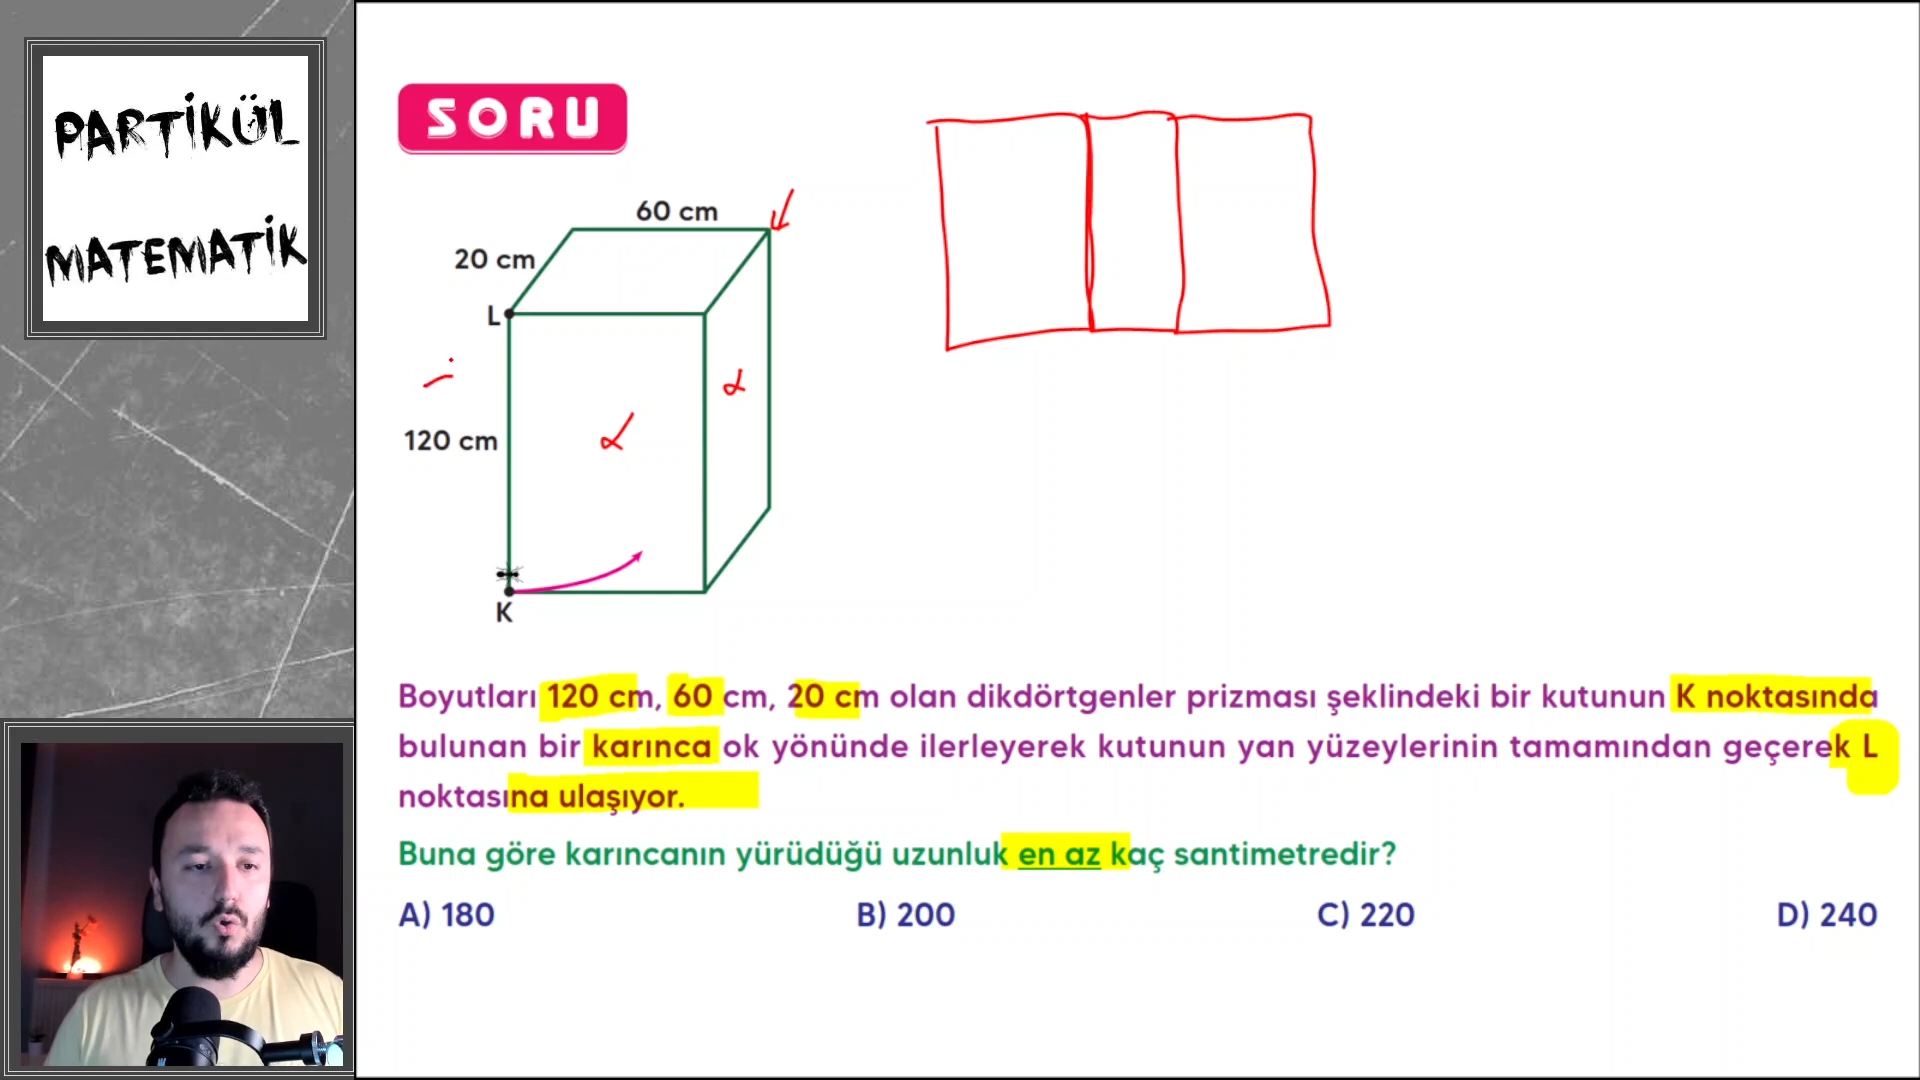 PARTİKÜL
MATEMATİK
SORU
60 cm
20 cm
L
α
α
120 cm
K
Boyutları 120 cm, 60 cm, 20 cm olan dikdörtgenler prizması şeklindeki bir kutunun K noktasında
bulunan bir karınca ok yönünde ilerleyerek kutunun yan yüzeylerinin tamamından geçerek L
noktasına ulaşıyor.
Buna göre karıncanın yürüdüğü uzunluk en az kaç santimetredir?
A) 180
B) 200
C) 220
D) 240